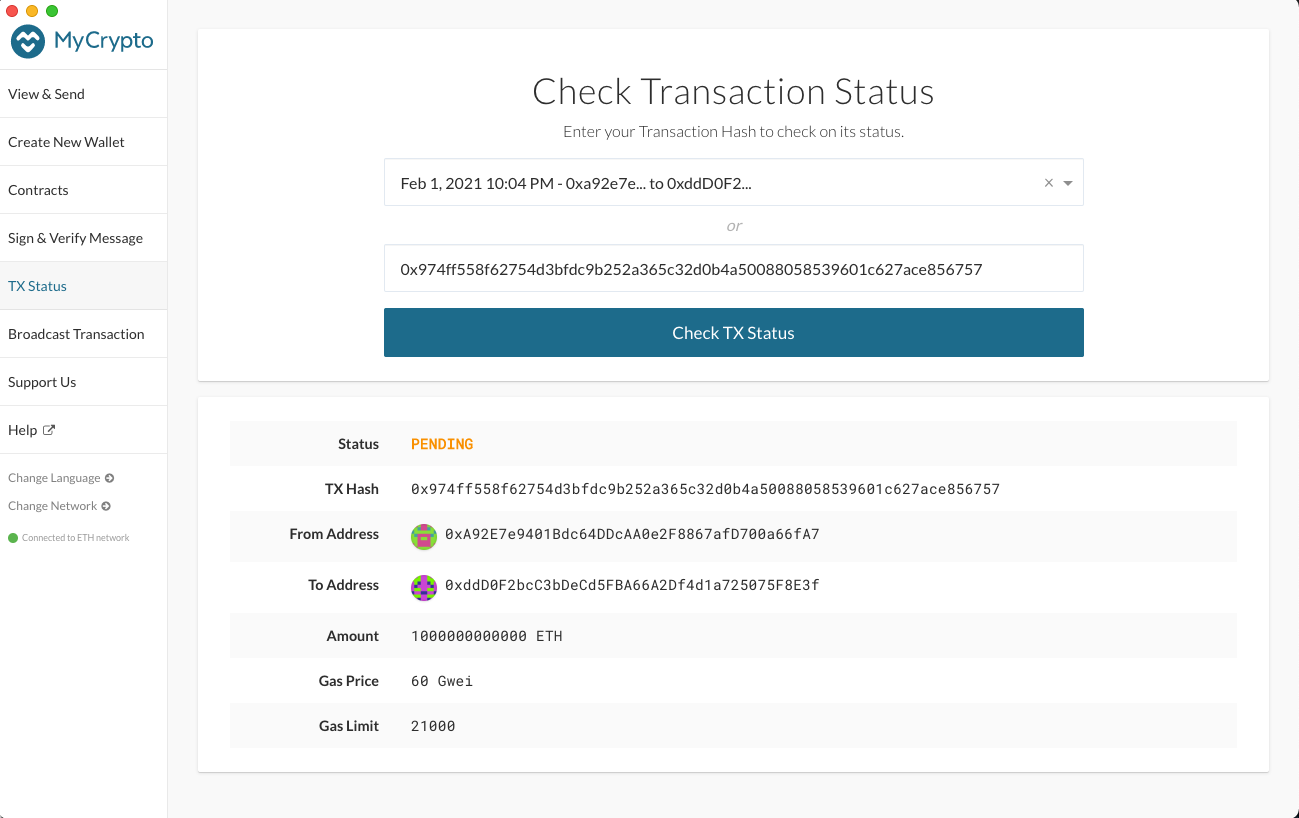 MyCrypto
View & Send
Create New Wallet
Contracts
Sign & Verify Message
TX Status
Broadcast Transaction
Support Us
Help
Change Language
Change Network
Connected to ETH network
Check Transaction Status
Enter your Transaction Hash to check on its status.
Feb 1, 2021 10:04 PM - 0xa92e7e... to 0xddD0F2...
or
0x974ff558f62754d3bfdc9b252a365c32d0b4a50088058539601c627ace856757
Check TX Status
Status PENDING
TX Hash 0x974ff558f62754d3bfdc9b252a365c32d0b4a50088058539601c627ace856757
From Address 0xA92E7e9401Bdc64DDcAA0e2F8867afD700a66fA7
To Address 0xddD0F2bcC3bDeCd5FBA66A2Df4d1a725075F8E3f
Amount 1000000000000 ETH
Gas Price 60 Gwei
Gas Limit 21000